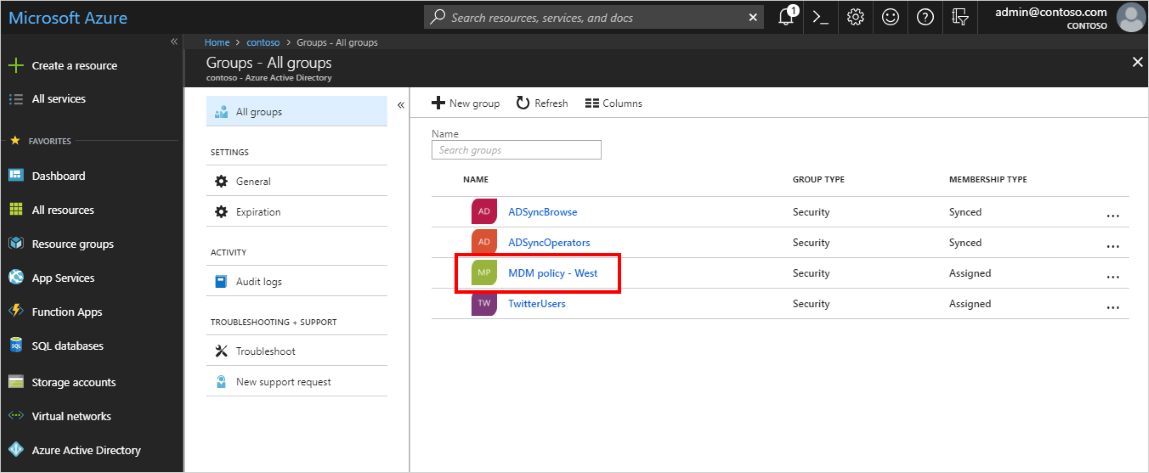 Microsoft Azure
Search resources, services, and docs
1
admin@contoso.com
CONTOSO
Home > contoso > Groups - All groups
Groups - All groups
contoso - Azure Active Directory
Create a resource
All services
FAVORITES
Dashboard
All resources
Resource groups
App Services
Function Apps
SQL databases
Storage accounts
Virtual networks
Azure Active Directory
All groups
SETTINGS
General
Expiration
ACTIVITY
Audit logs
TROUBLESHOOTING + SUPPORT
Troubleshoot
New support request
New group Refresh Columns
Name
Search groups
NAME GROUP TYPE MEMBERSHIP TYPE
AD ADSyncBrowse Security Synced ...
AD ADSyncOperators Security Synced ...
MP MDM policy - West Security Assigned ...
TW TwitterUsers Security Assigned ...